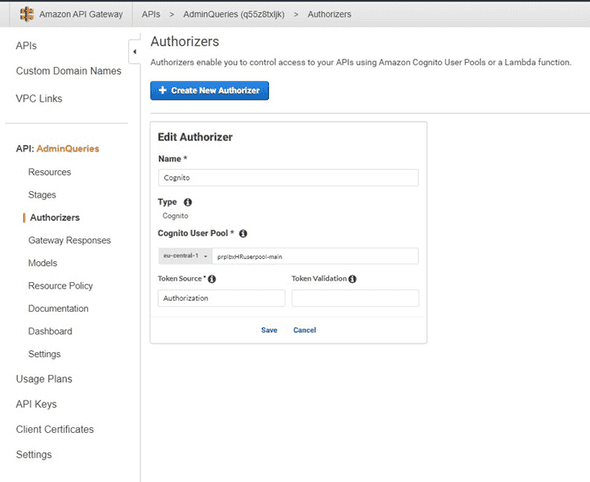 Amazon API Gateway APIs > AdminQueries (q55z8txljk) > Authorizers
APIs
Custom Domain Names
VPC Links
API: AdminQueries
Resources
Stages
Authorizers
Gateway Responses
Models
Resource Policy
Documentation
Dashboard
Settings
Usage Plans
API Keys
Client Certificates
Settings
Authorizers
Authorizers enable you to control access to your APIs using Amazon Cognito User Pools or a Lambda function.
+ Create New Authorizer
Edit Authorizer
Name *
Cognito
Type
Cognito
Cognito User Pool *
eu-central-1 prplbxHRuserpool-main
Token Source * Token Validation
Authorization
Save Cancel